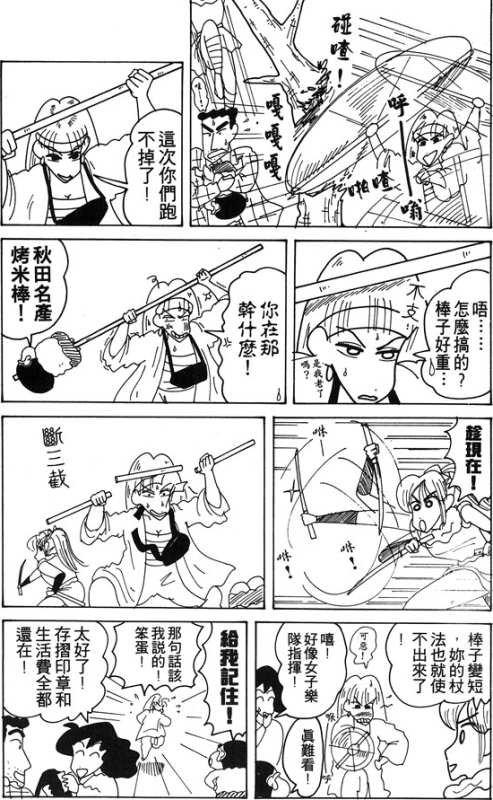 碰喳！
呼——嗡
嘎嘎嘎
啪喳
這次你們跑
不掉了！
唔……
怎麼搞的？
棒子好重…
不支
是我老了
嗎？
你在那
幹什麼！
秋田名產
烤米棒！
趁現在！
咻
咻！
咻！
斷三截
棒子變短
，妳的杖
法也就使
不出來了
！
可惡！
嘻！
好像女子樂
隊指揮！
真難看！
給我記住！
那句話該
我說的！
笨蛋！
太好了！
存摺印章和
生活費全都
還在！